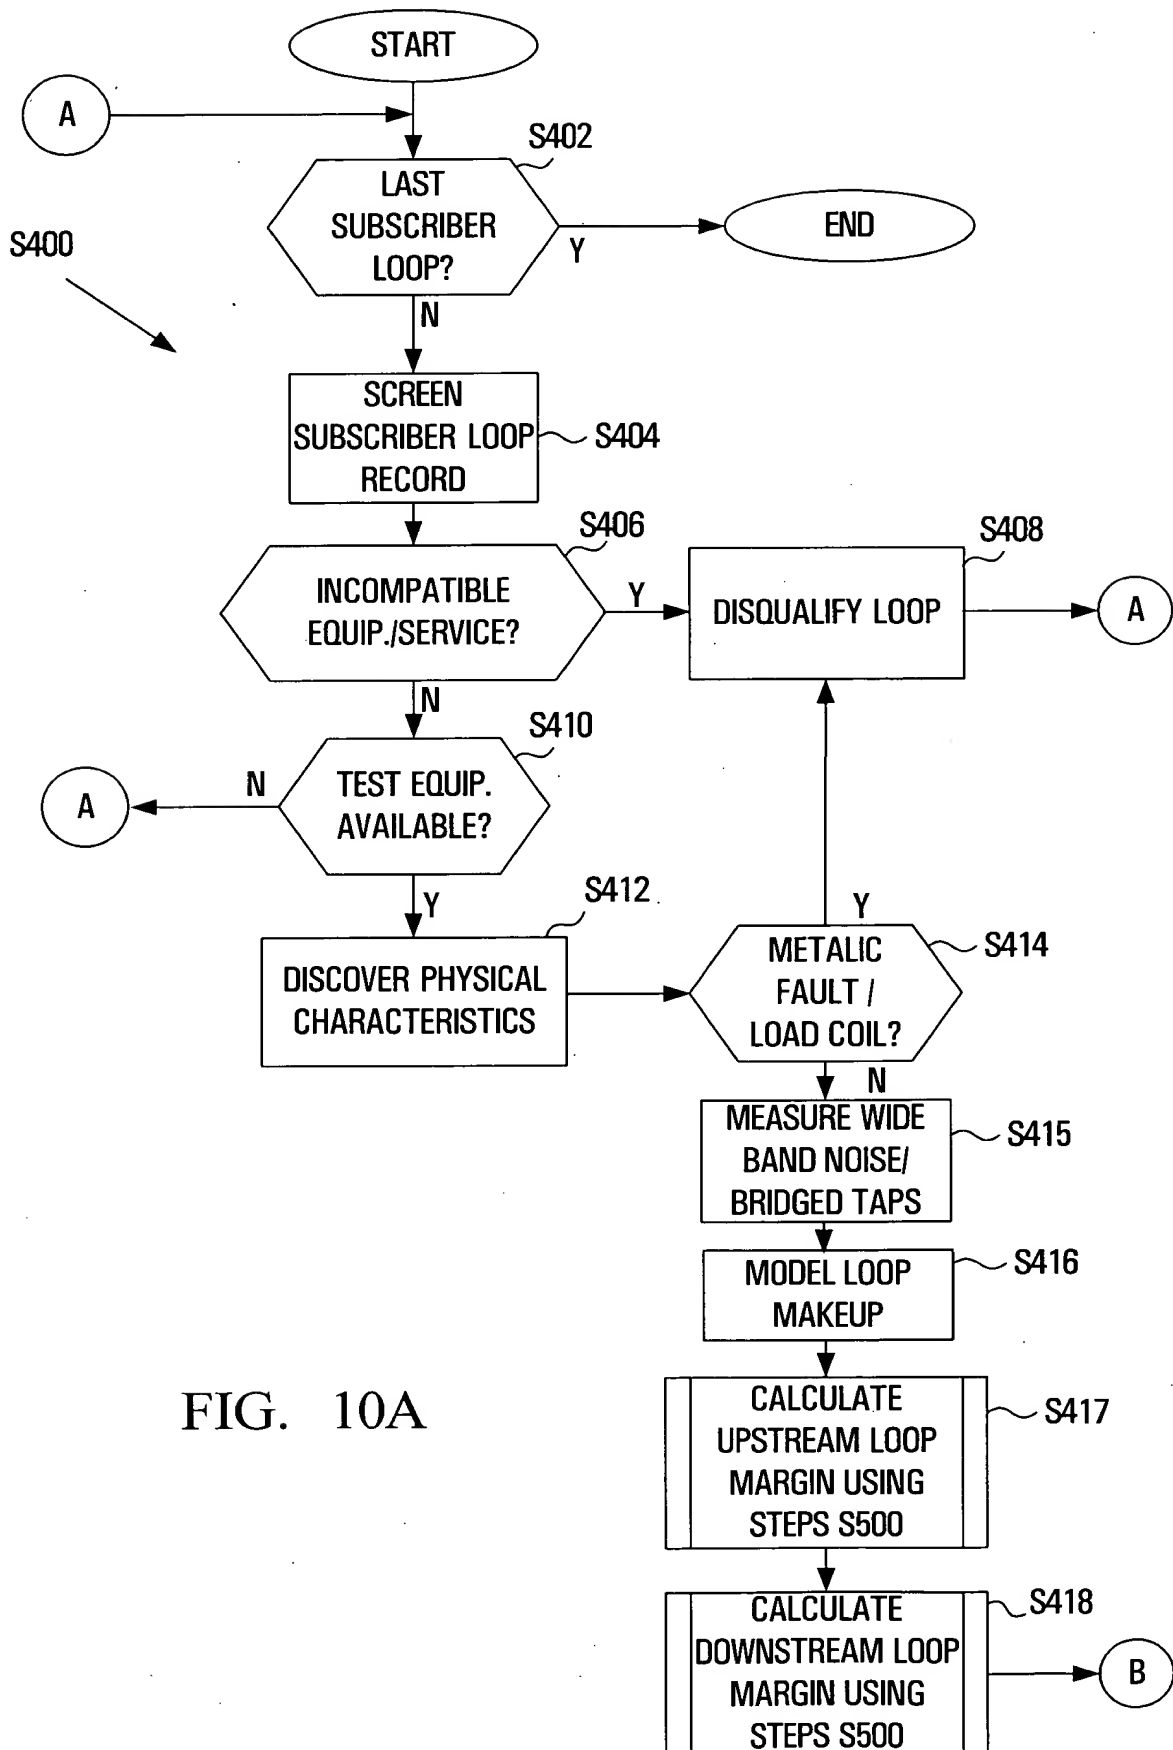 START
A
S402
LAST
SUBSCRIBER
LOOP?
Y
END
S400
N
SCREEN
SUBSCRIBER LOOP
RECORD
S404
S406
INCOMPATIBLE
EQUIP./SERVICE?
Y
S408
DISQUALIFY LOOP
A
N
S410
TEST EQUIP.
AVAILABLE?
N
A
Y
S412
DISCOVER PHYSICAL
CHARACTERISTICS
Y
S414
METALIC
FAULT /
LOAD COIL?
N
MEASURE WIDE
BAND NOISE/
BRIDGED TAPS
S415
MODEL LOOP
MAKEUP
S416
CALCULATE
UPSTREAM LOOP
MARGIN USING
STEPS S500
S417
CALCULATE
DOWNSTREAM LOOP
MARGIN USING
STEPS S500
S418
B
FIG. 10A